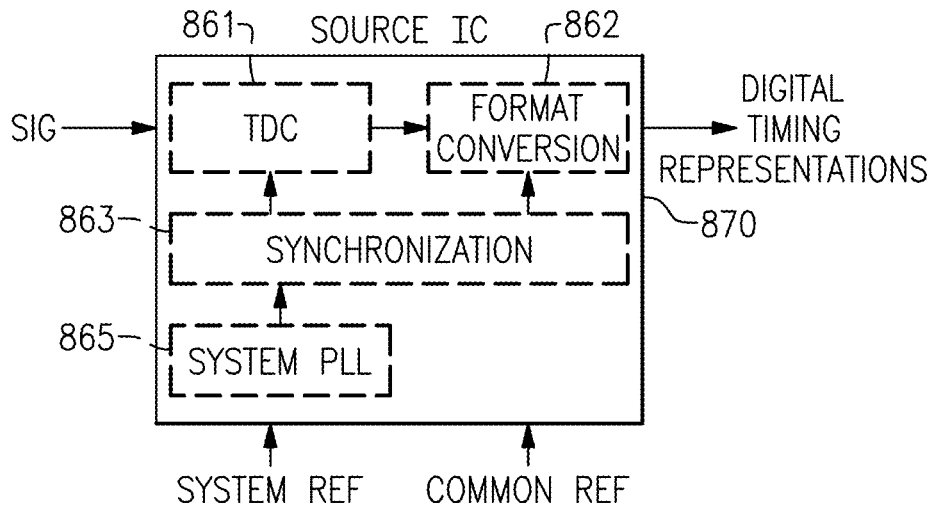 861
SOURCE IC
862
SIG
TDC
FORMAT
CONVERSION
DIGITAL
TIMING
REPRESENTATIONS
863
SYNCHRONIZATION
870
865
SYSTEM PLL
SYSTEM REF
COMMON REF